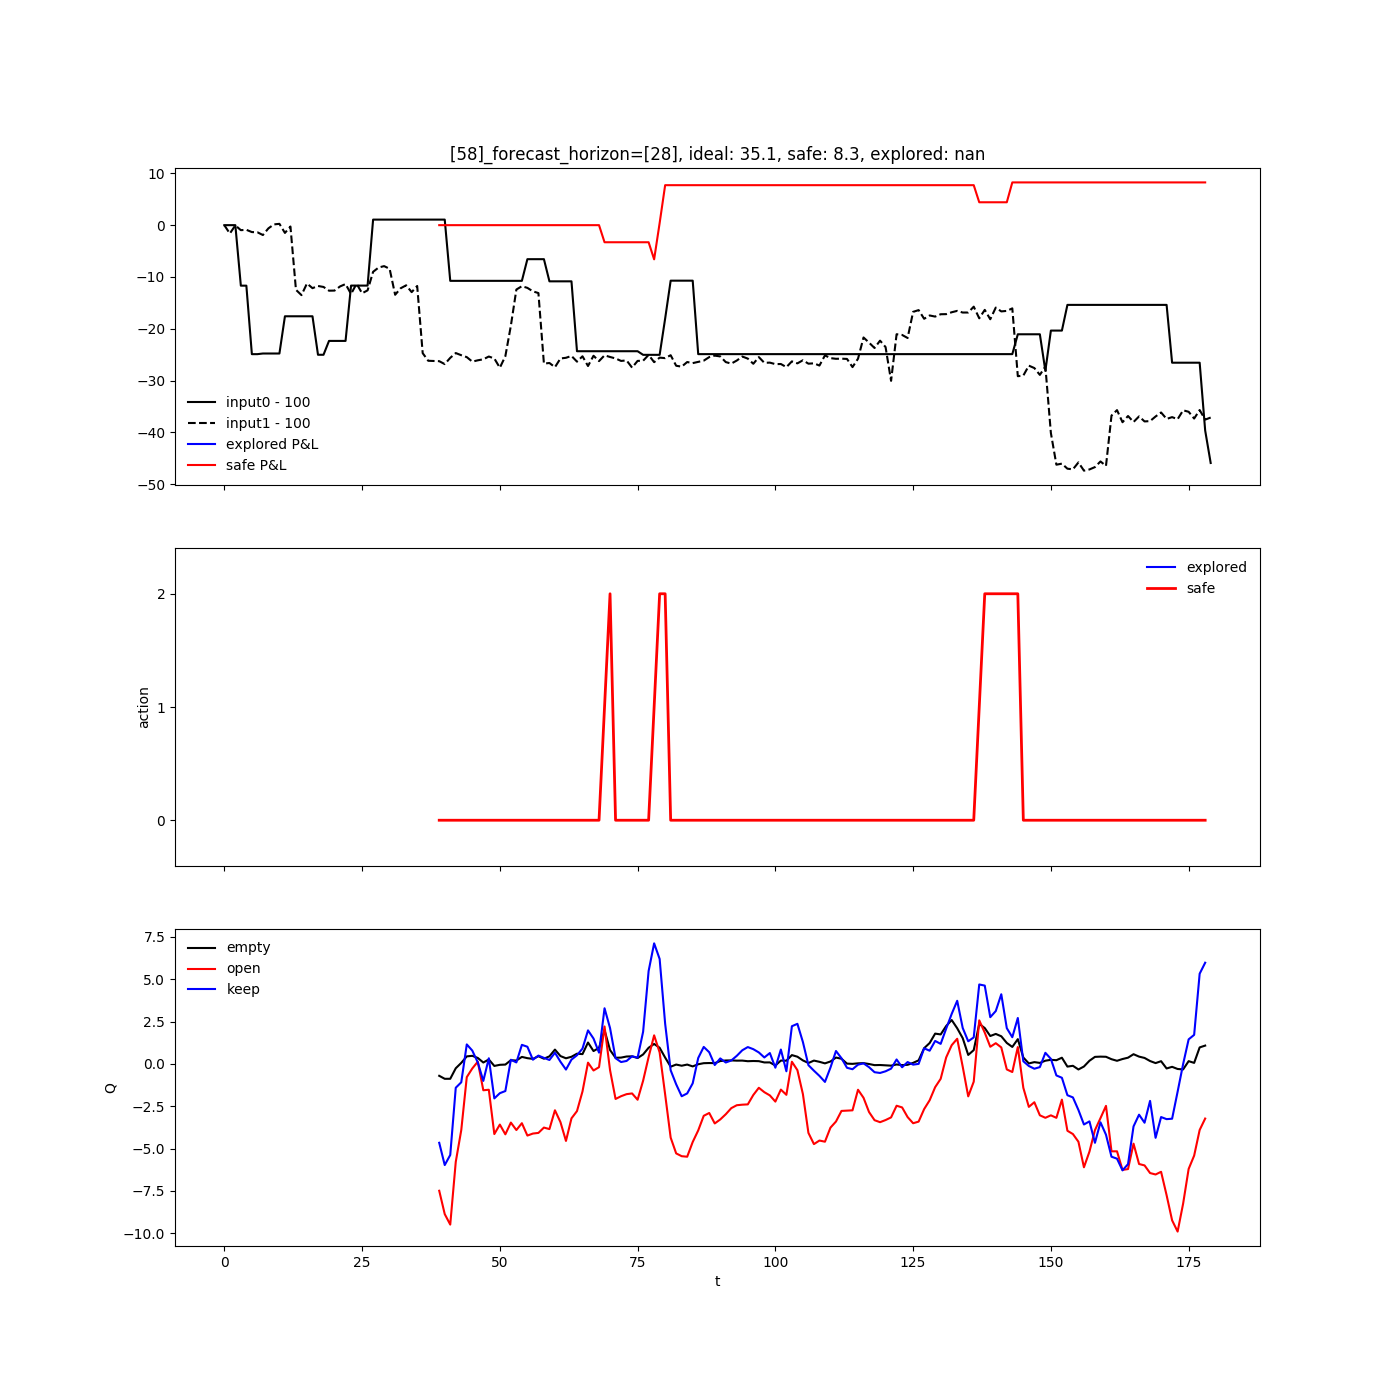 [58]_forecast_horizon=[28], ideal: 35.1, safe: 8.3, explored: nan
10
0
−10
−20
−30
−40
−50
input0 - 100
input1 - 100
explored P&L
safe P&L
2
1
0
action
explored
safe
7.5
5.0
2.5
0.0
−2.5
−5.0
−7.5
−10.0
Q
empty
open
keep
0 25 50 75 100 125 150 175
t